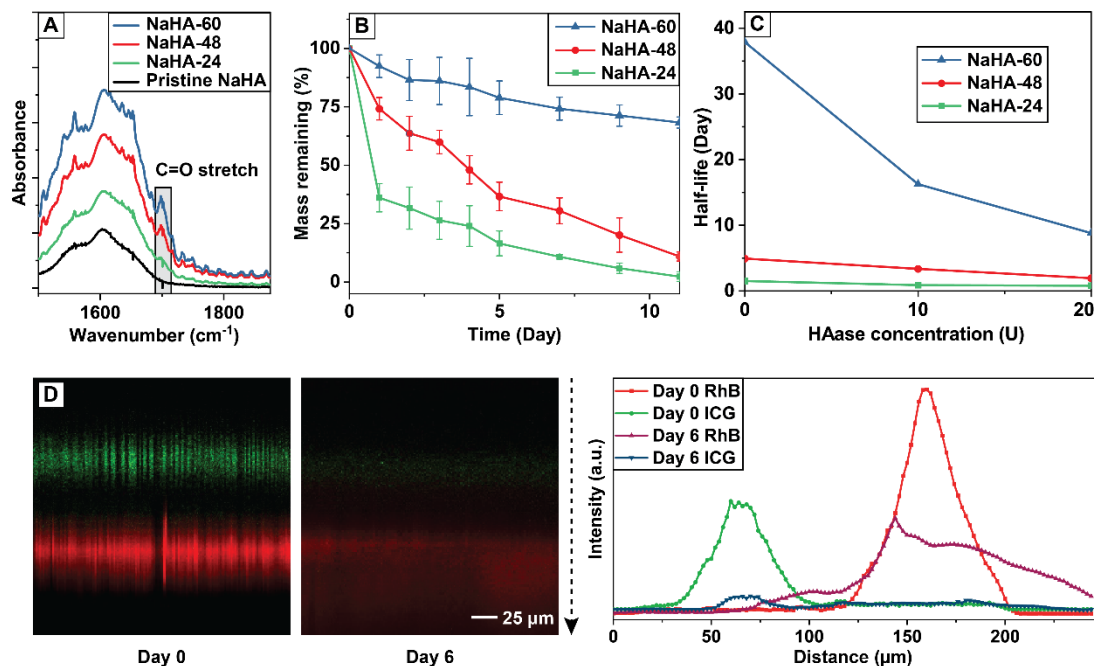 A
NaHA-60
NaHA-48
NaHA-24
Pristine NaHA
C=O stretch
Absorbance
1600
1800
Wavenumber (cm⁻¹)
B
NaHA-60
NaHA-48
NaHA-24
Mass remaining (%)
100
75
50
25
0
0
5
10
Time (Day)
C
NaHA-60
NaHA-48
NaHA-24
Half-life (Day)
40
30
20
10
0
0
10
20
HAase concentration (U)
D
25 µm
Day 0
Day 6
Day 0 RhB
Day 0 ICG
Day 6 RhB
Day 6 ICG
Intensity (a.u.)
0
50
100
150
200
Distance (µm)